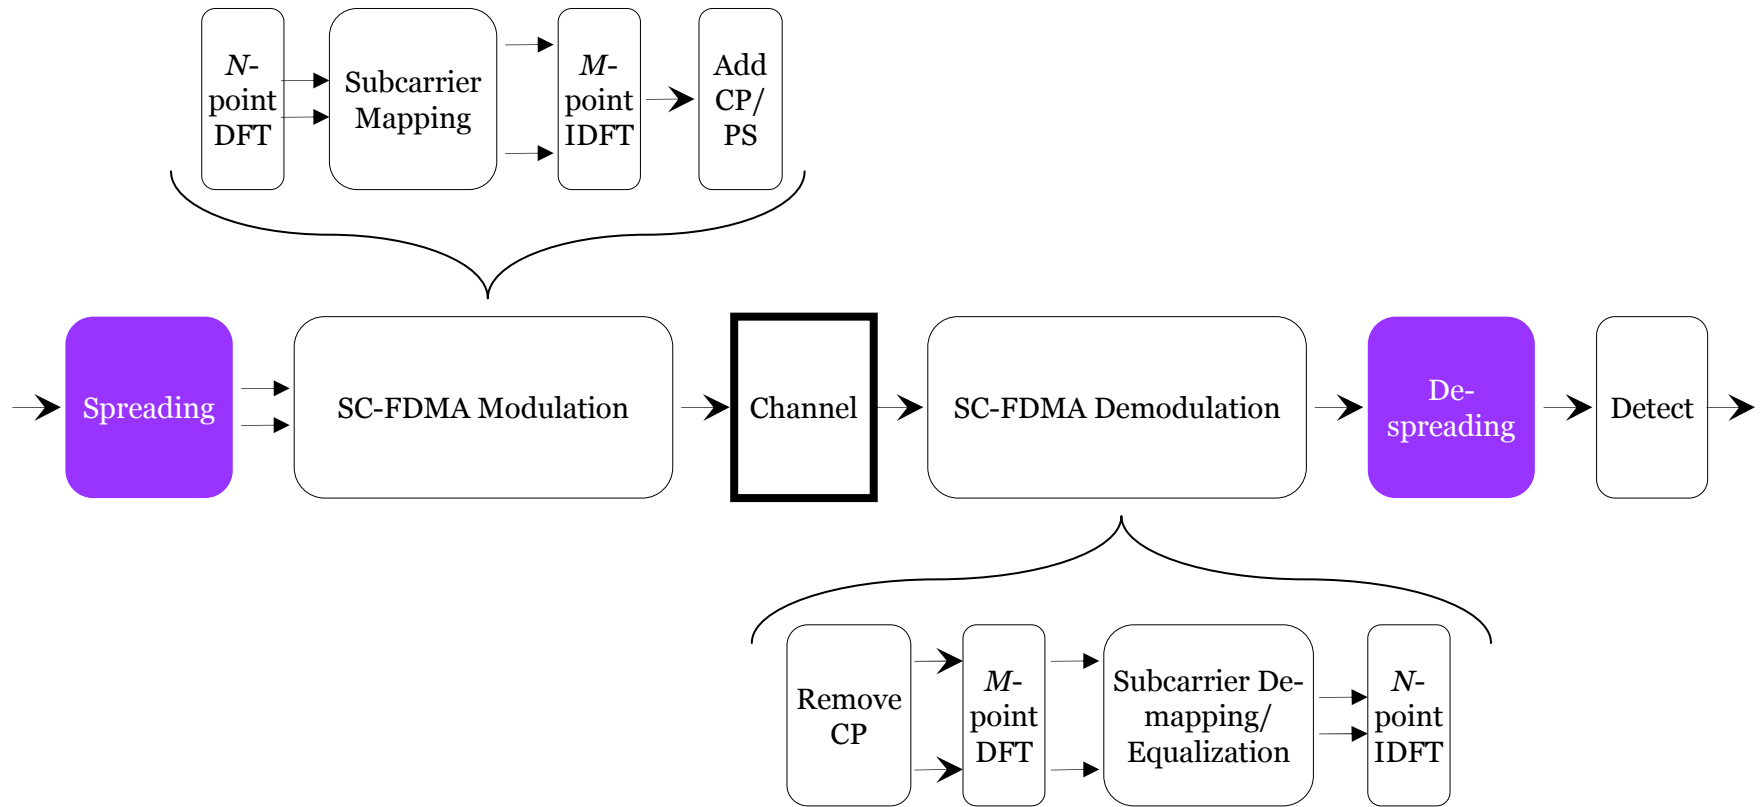 N-
point
DFT
Subcarrier
Mapping
M-
point
IDFT
Add
CP/
PS
Spreading
SC-FDMA Modulation
Channel
SC-FDMA Demodulation
De-
spreading
Detect
Remove
CP
M-
point
DFT
Subcarrier De-
mapping/
Equalization
N-
point
IDFT